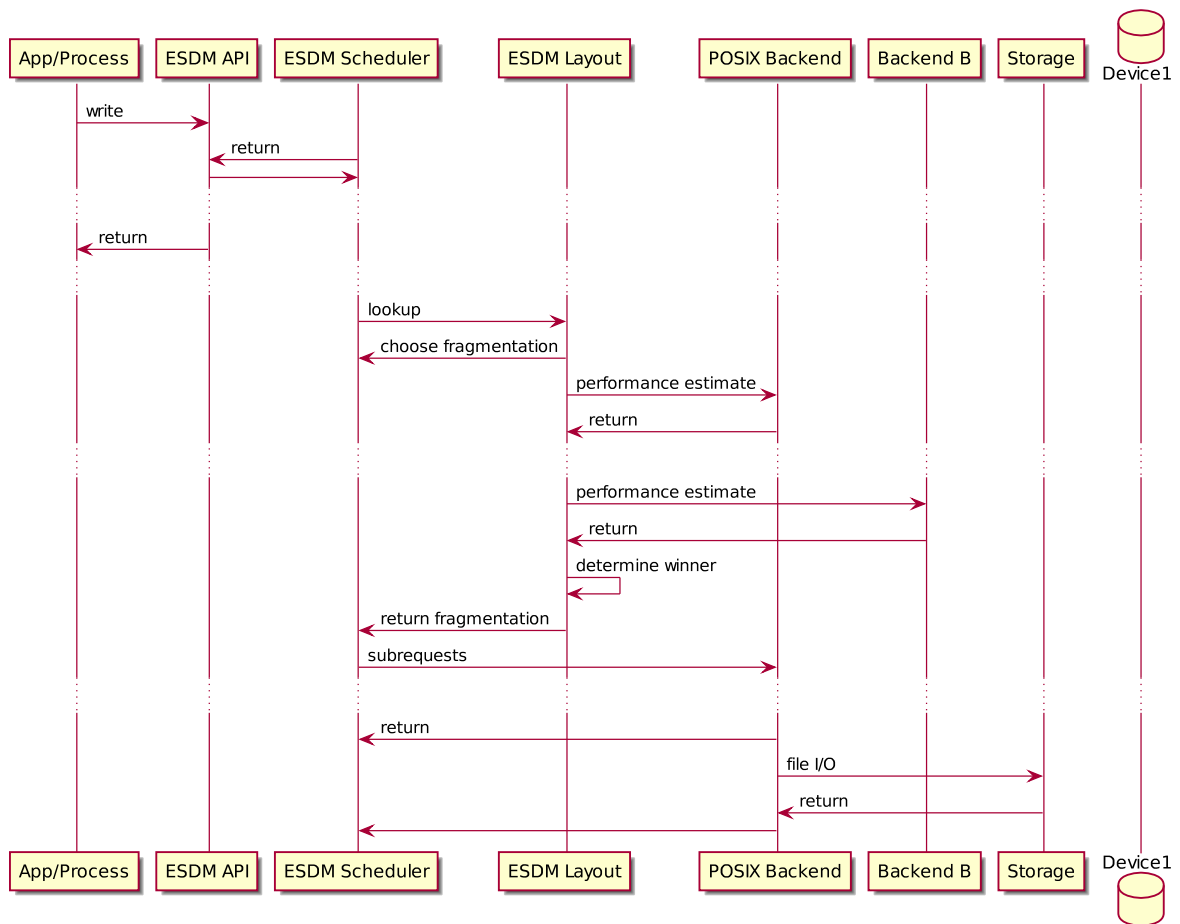 App/Process
ESDM API
ESDM Scheduler
ESDM Layout
POSIX Backend
Backend B
Storage
Device1
write
return
return
lookup
choose fragmentation
performance estimate
return
performance estimate
return
determine winner
return fragmentation
subrequests
return
file I/O
return
App/Process
ESDM API
ESDM Scheduler
ESDM Layout
POSIX Backend
Backend B
Storage
Device1